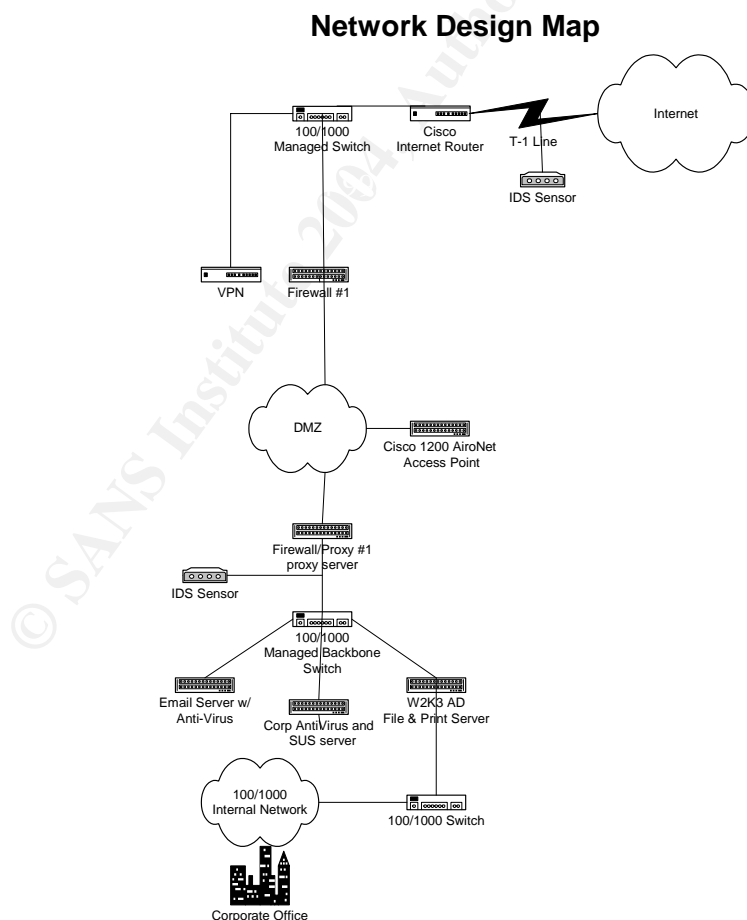 Network Design Map
Internet
100/1000
Managed Switch
Cisco
Internet Router
T-1 Line
IDS Sensor
VPN
Firewall #1
DMZ
Cisco 1200 AiroNet
Access Point
Firewall/Proxy #1
proxy server
IDS Sensor
100/1000
Managed Backbone
Switch
Email Server w/
Anti-Virus
Corp AntiVirus and
SUS server
W2K3 AD
File & Print Server
100/1000
Internal Network
100/1000 Switch
Corporate Office
© SANS Institute 2004, Autho